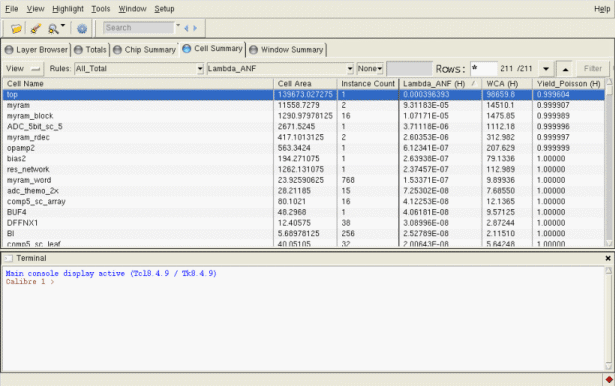 File View Highlight Tools Window Setup Help
Search
Layer Browser Totals Chip Summary Cell Summary Window Summary
View Rules: All_Total Lambda_ANF None Rows: * 211 /211 Filter
Cell Name Cell Area Instance Count Lambda_ANF (H) / WCA (H) Yield_Poisson (H)
top 139673.027275 1 0.000396393 98659.8 0.999604
myram 11558.7279 2 9.31183E-05 14510.1 0.999907
myram_block 1290.97978125 16 1.07171E-05 1475.85 0.999989
ADC_5bit_sc_5 2671.5245 1 3.71118E-06 1112.18 0.999996
myram_rdec 417.1013125 2 2.60353E-06 312.982 0.999997
opamp2 563.3424 1 6.12341E-07 207.629 0.999999
bias2 194.271075 1 2.63938E-07 79.1336 1.00000
res_network 1262.131075 1 2.37457E-07 112.989 1.00000
myram_word 23.92590625 768 1.53371E-07 9.89936 1.00000
adc_themo_2x 28.21185 15 7.25302E-08 7.68550 1.00000
comp5_sc_array 80.1021 16 4.12253E-08 12.1365 1.00000
BUF4 48.2968 1 4.06181E-08 9.57125 1.00000
DFFNX1 12.40575 38 3.08996E-08 2.87244 1.00000
BI 5.68978125 256 2.52789E-08 2.11510 1.00000
comp5_sc_leaf 40.05105 32 2.00643E-08 5.64248 1.00000
Terminal
Main console display active (Tcl8.4.9 / Tk8.4.9)
Calibre 1 >